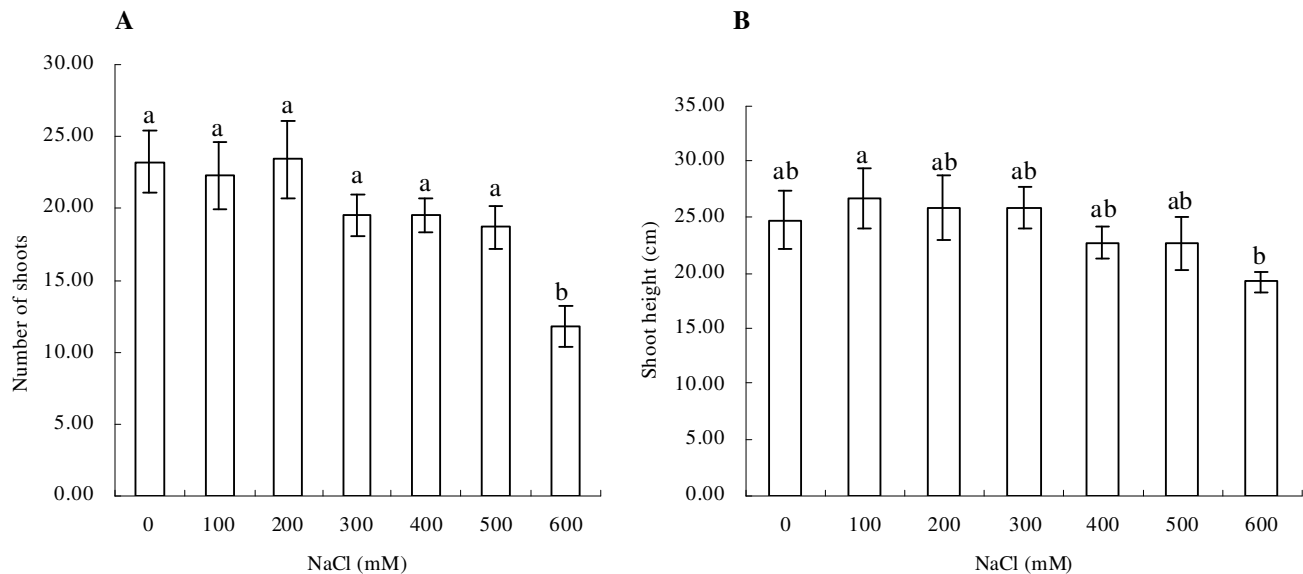 A
Number of shoots
30.00
25.00
20.00
15.00
10.00
5.00
0.00
a
a
a
a
a
a
b
0 100 200 300 400 500 600
NaCl (mM)
B
Shoot height (cm)
35.00
30.00
25.00
20.00
15.00
10.00
5.00
0.00
ab
a
ab
ab
ab
ab
b
0 100 200 300 400 500 600
NaCl (mM)